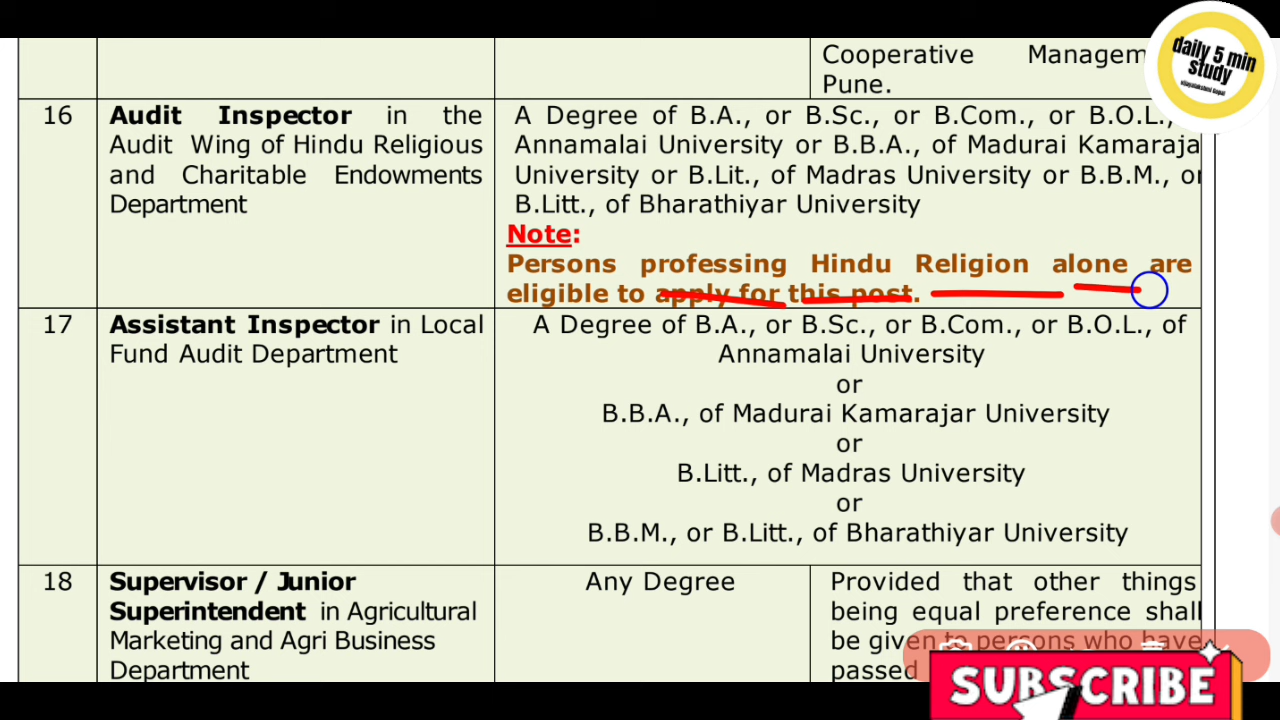 Cooperative
Pune.
daily 5 min
study
vijayalakshmi Gopal
16 Audit Inspector in the
Audit Wing of Hindu Religious
and Charitable Endowments
Department
A Degree of B.A., or B.Sc., or B.Com., or B.O.L.,
Annamalai University or B.B.A., of Madurai
University or B.Lit., of Madras University or B.B.M.,
B.Litt., of Bharathiyar University
Note:
Persons professing Hindu Religion alone are
eligible to apply for this post.
17 Assistant Inspector in Local
Fund Audit Department
A Degree of B.A., or B.Sc., or B.Com., or B.O.L., of
Annamalai University
or
B.B.A., of Madurai Kamarajar University
or
B.Litt., of Madras University
or
B.B.M., or B.Litt., of Bharathiyar University
18 Supervisor / Junior
Superintendent in Agricultural
Marketing and Agri Business
Department
Any Degree
Provided that other things
being equal preference shall
be given to persons who have
passed
SUBSCRIBE